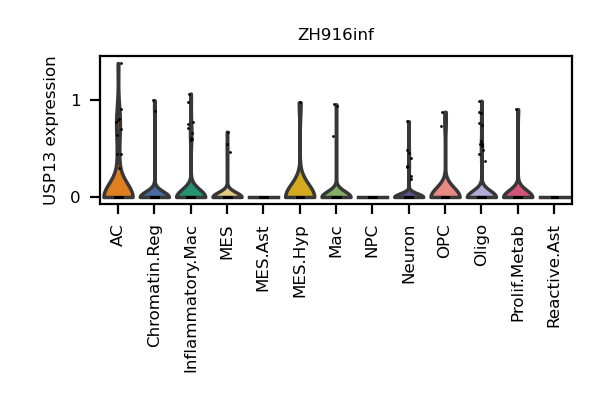 ZH916inf
USP13 expression
1
0
AC
Chromatin.Reg
Inflammatory.Mac
MES
MES.Ast
MES.Hyp
Mac
NPC
Neuron
OPC
Oligo
Prolif.Metab
Reactive.Ast